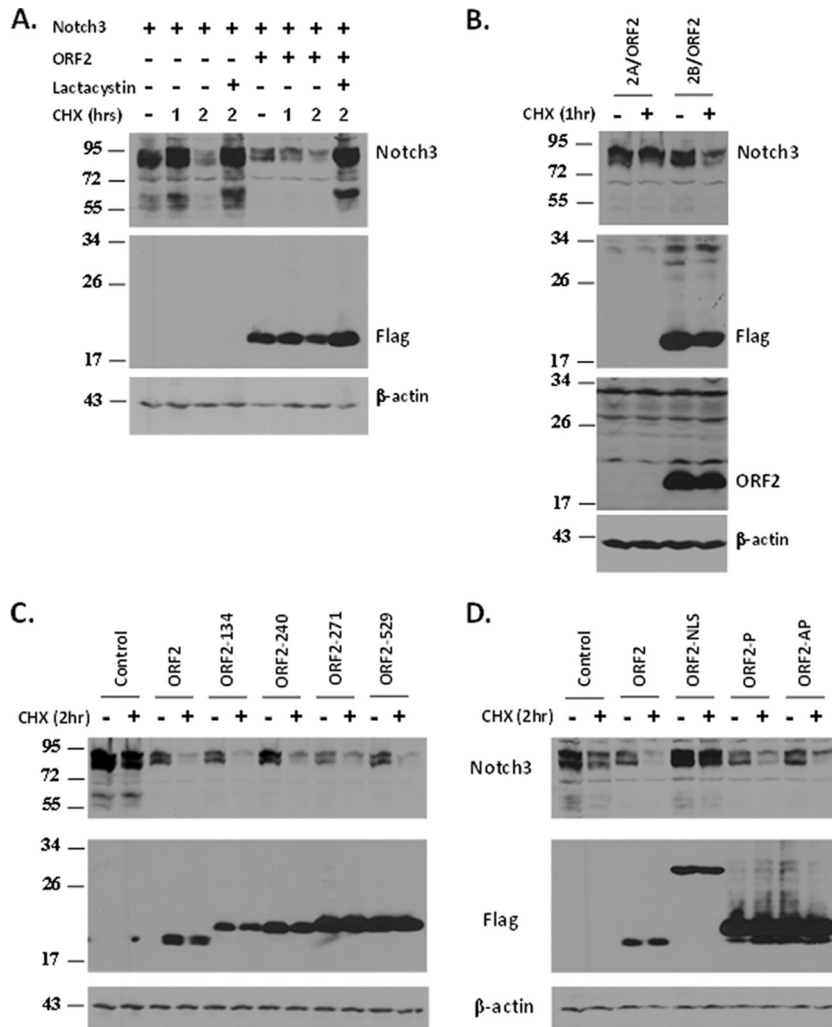 A.
Notch3 + + + + + + + +
ORF2 - - - - + + + +
Lactacystin - - - + - - - +
CHX (hrs) - 1 2 2 - 1 2 2
95
72
55
Notch3
34
26
17
Flag
43
β-actin
B.
2A/ORF2
2B/ORF2
CHX (1hr) - + - +
95
72
55
Notch3
34
26
17
Flag
34
26
17
ORF2
43
β-actin
C.
Control
ORF2
ORF2-134
ORF2-240
ORF2-271
ORF2-529
CHX (2hr) - + - + - + - + - + - +
95
72
55
34
26
17
43
D.
Control
ORF2
ORF2-NLS
ORF2-P
ORF2-AP
CHX (2hr) - + - + - + - + - +
Notch3
Flag
β-actin